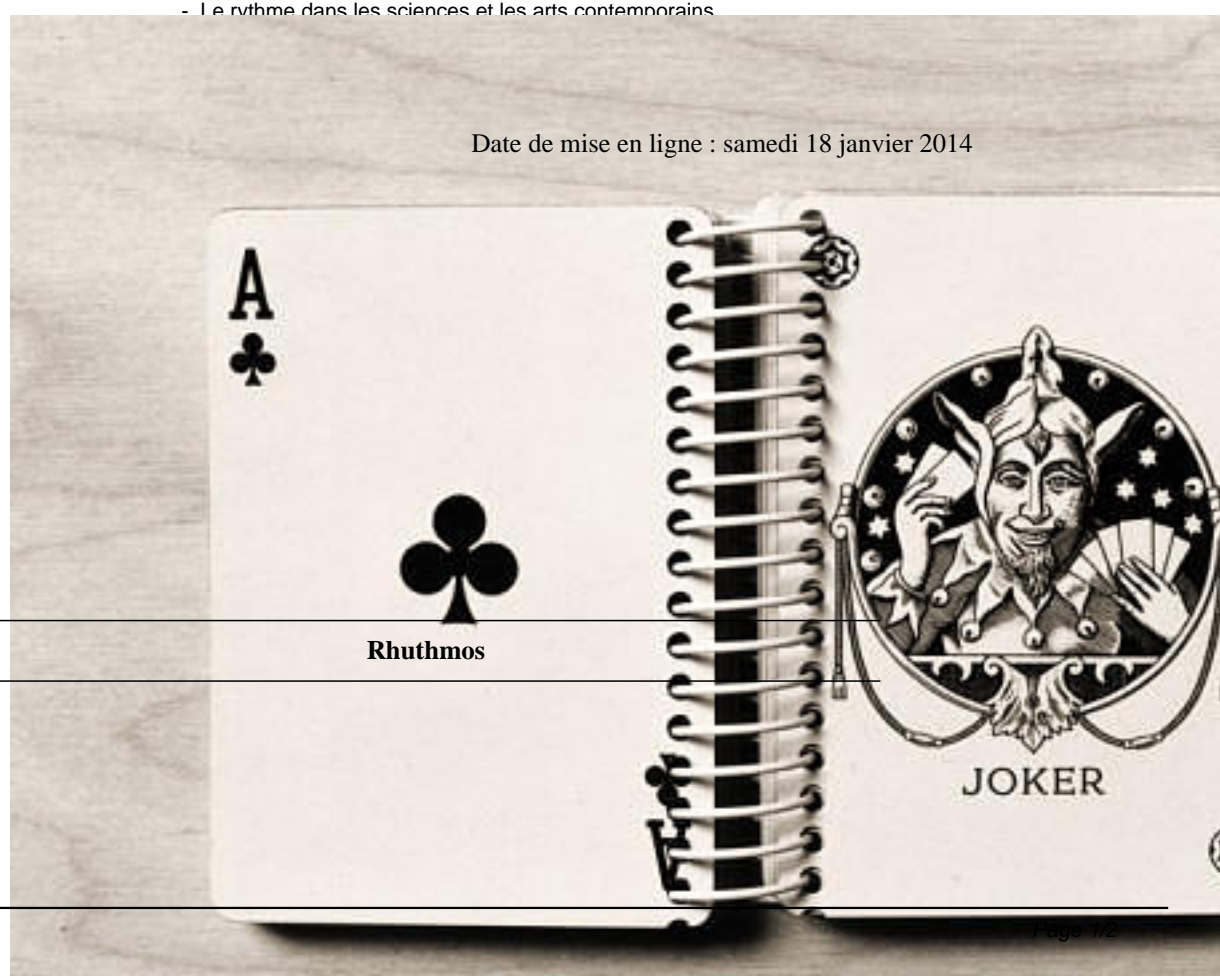 - Le rythme dans les sciences et les arts contemporains
Date de mise en ligne : samedi 18 janvier 2014
A
Rhuthmos
JOKER
A
Page 1/2